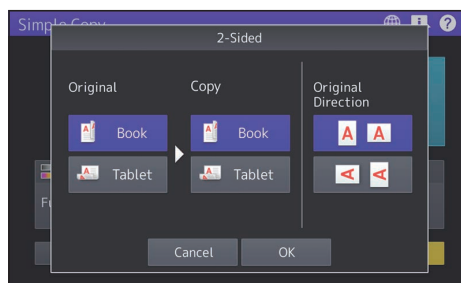 Simple Copy
2-Sided
Original
Copy
Original
Direction
Book
Book
A A
Tablet
Tablet
A A
Cancel
OK